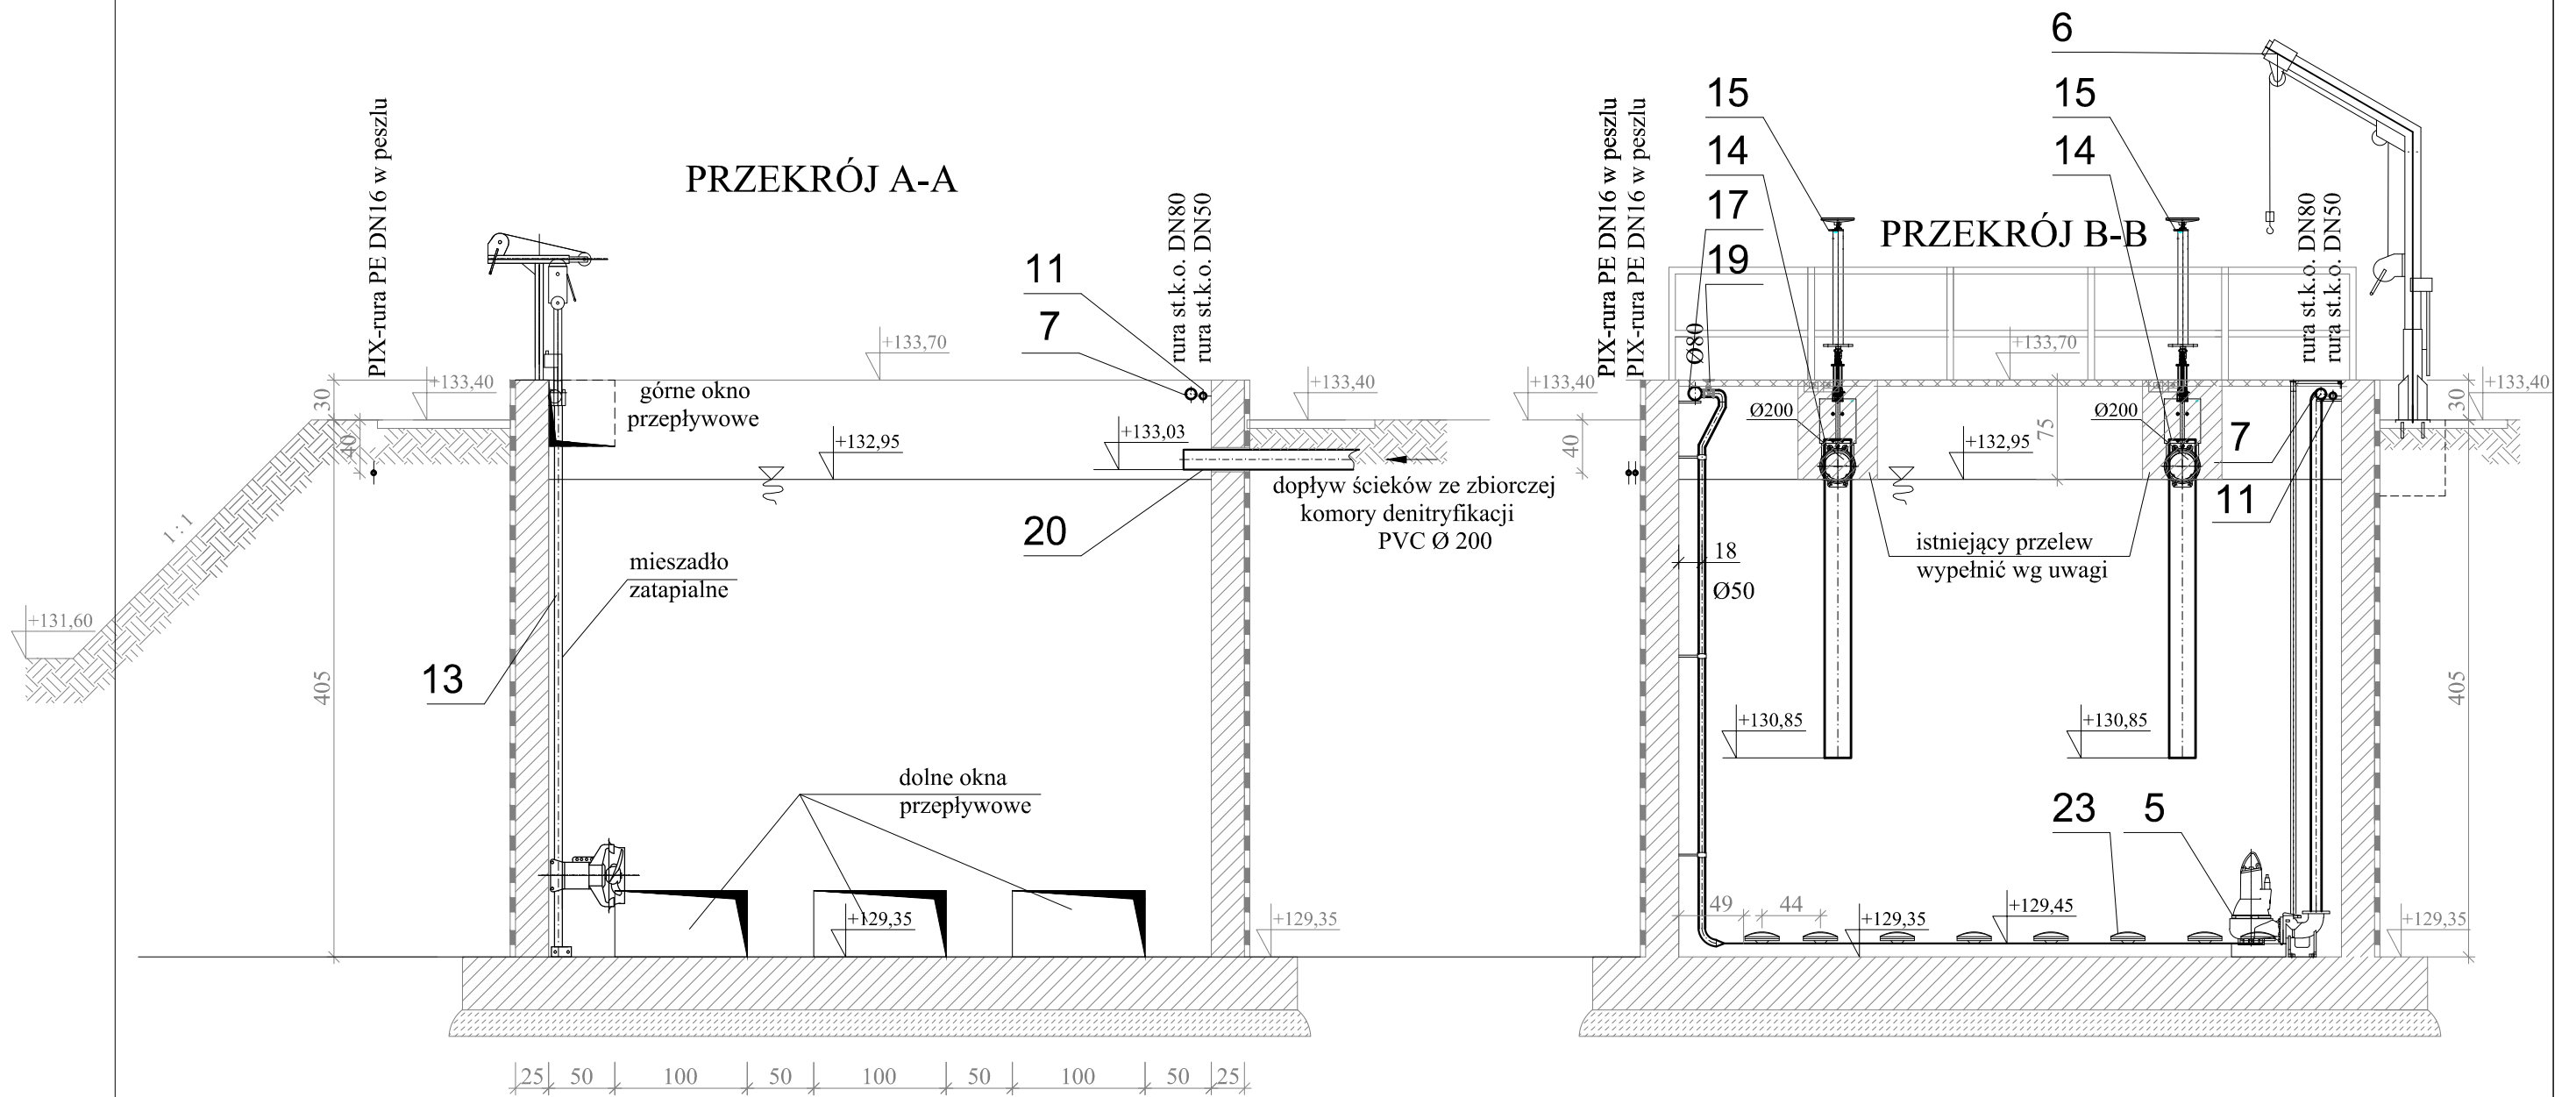 PRZEKRÓJ A-A
PIX-rura PE DN16 w peszlu
rura st.k.o. DN80
rura st.k.o. DN50
11
7
+133,70
+133,40
30
40
górne okno
przepływowe
+133,40
+132,95
+133,03
20
dopływ ścieków ze zbiorczej
komory denitryfikacji
PVC Ø 200
1:1
+131,60
mieszadło
zatapialne
13
405
dolne okna
przepływowe
+129,35
+129,35
25
50
100
50
100
50
100
50
25
PRZEKRÓJ B-B
6
15
14
17
19
15
14
PIX-rura PE DN16 w peszlu
PIX-rura PE DN16 w peszlu
rura st.k.o. DN80
rura st.k.o. DN50
Ø80
+133,70
+133,40
+133,40
30
40
Ø200
Ø200
75
+132,95
7
11
istniejący przelew
wypełnić wg uwagi
18
Ø50
+130,85
+130,85
405
23
5
49
44
+129,35
+129,45
+129,35